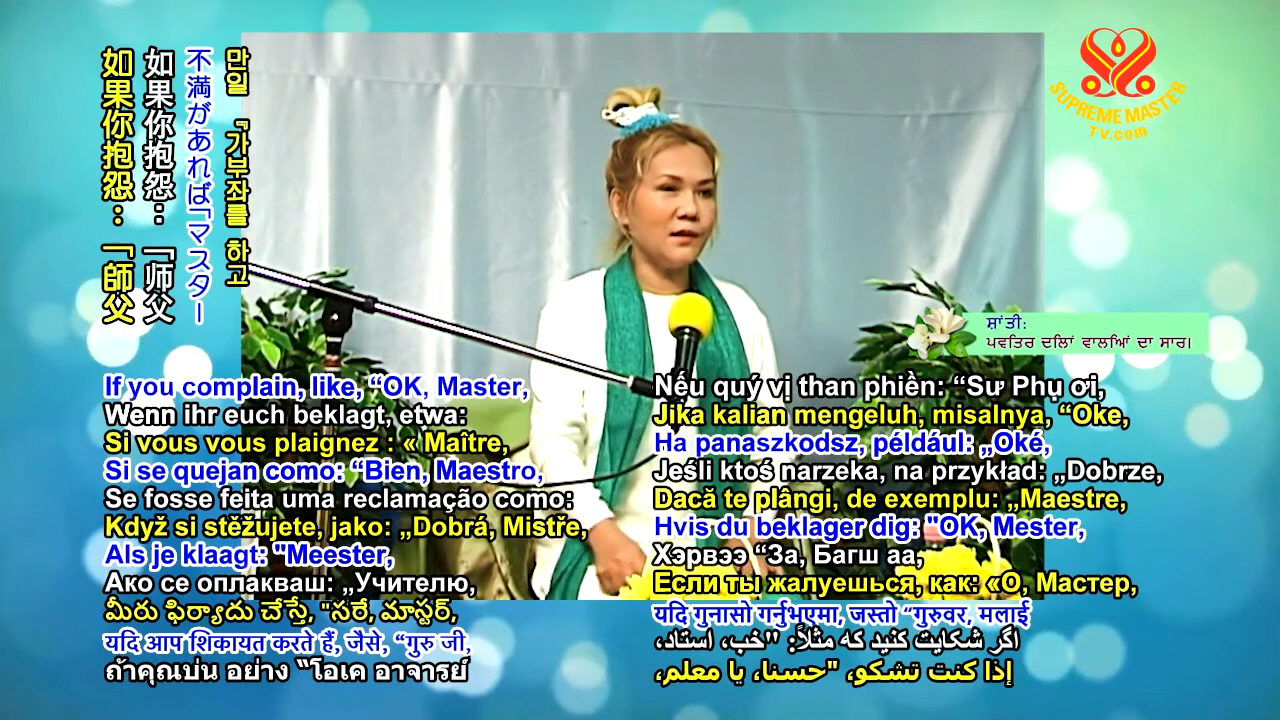 如果你抱怨：「師父
如果你抱怨：「师父
不満があれば「マスター
만일 『가부좌를 하고
SUPREME MASTER
TV.com
ਸ਼ਾਂਤੀ:
ਪਵਤਿਰ ਦਲਿਾਂ ਵਾਲਆਿਂ ਦਾ ਸਾਰ।
If you complain, like, “OK, Master,
Wenn ihr euch beklagt, etwa:
Si vous vous plaignez : « Maître,
Si se quejan como: “Bien, Maestro,
Se fosse feita uma reclamação como:
Když si stěžujete, jako: „Dobrá, Mistře,
Als je klaagt: "Meester,
Ако се оплакваш: „Учителю,
మీరు ఫిర్యాదు చేస్తే, "సరే, మాస్టర్,
यदि आप शिकायत करते हैं, जैसे, “गुरु जी,
ถ้าคุณบ่น อย่าง “โอเค อาจารย์
Nếu quý vị than phiền: “Sư Phụ ơi,
Jika kalian mengeluh, misalnya, “Oke,
Ha panaszkodsz, például: „Oké,
Jeśli ktoś narzeka, na przykład: „Dobrze,
Dacă te plângi, de exemplu: „Maestre,
Hvis du beklager dig: "OK, Mester,
Хэрвээ “За, Багш аа,
Если ты жалуешься, как: «О, Мастер,
यदि गुनासो गर्नुभएमा, जस्तो “गुरुवर, मलाई
اگر شکایت کنید که مثلاً: "خب، استاد،
إذا كنت تشكو، "حسنا، يا معلم،